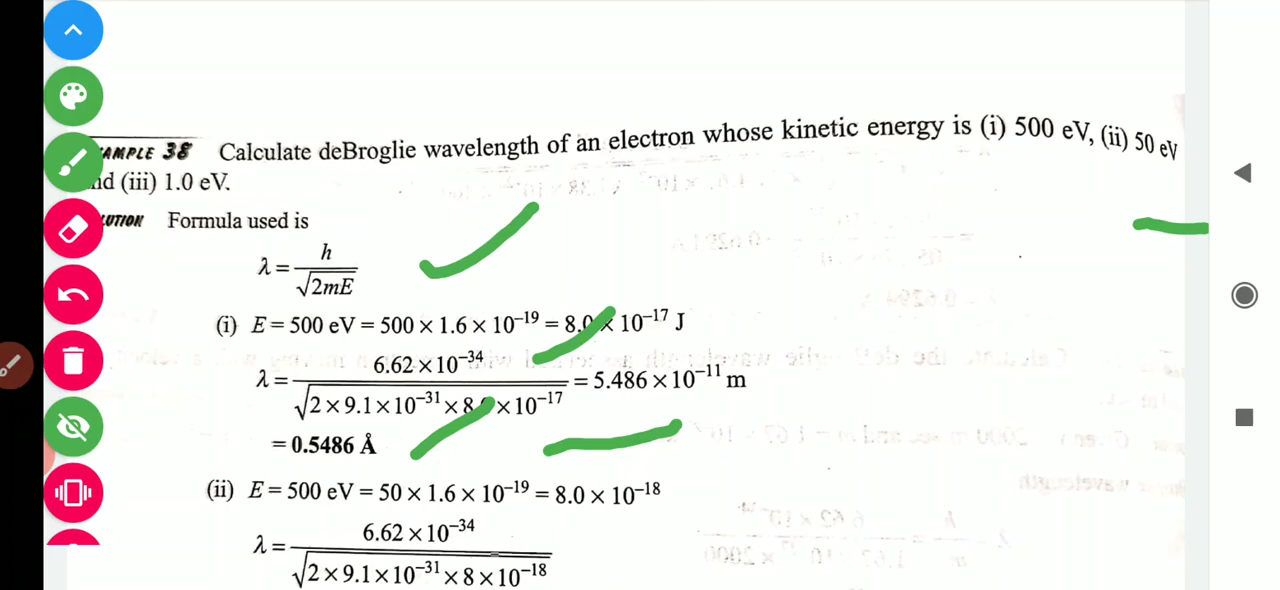 AMPLE 38 Calculate deBroglie wavelength of an electron whose kinetic energy is (i) 500 eV, (ii) 50 eV
nd (iii) 1.0 eV.
LUTION Formula used is
λ = h / √2mE
(i) E = 500 eV = 500 × 1.6 × 10⁻¹⁹ = 8.0 × 10⁻¹⁷ J
λ = 6.62 × 10⁻³⁴ / √2 × 9.1 × 10⁻³¹ × 8.0 × 10⁻¹⁷ = 5.486 × 10⁻¹¹ m
= 0.5486 Å
(ii) E = 500 eV = 50 × 1.6 × 10⁻¹⁹ = 8.0 × 10⁻¹⁸
λ = 6.62 × 10⁻³⁴ / √2 × 9.1 × 10⁻³¹ × 8 × 10⁻¹⁸